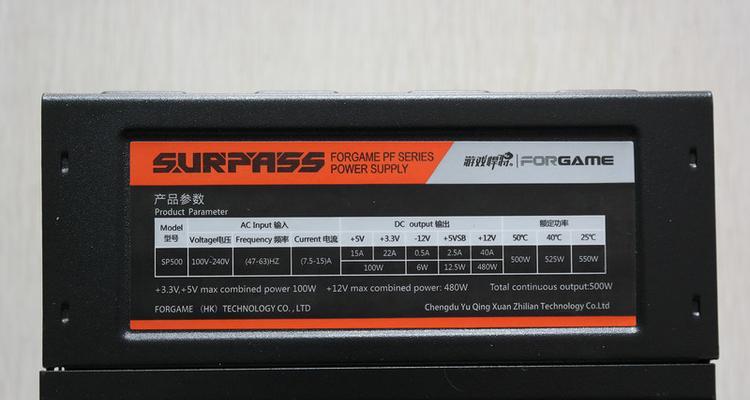 SURPASS
FORGAME PF SERIES
POWER SUPPLY
游戏悍将 FORGAME
产品参数
Product Parameter
Model 型号 AC Input 输入 DC output 输出 额定功率
Voltage电压 Frequency 频率 Current 电流 +5V +3.3V -12V +5VSB +12V 50℃ 40℃ 25℃
SP500 100V-240V (47-63)HZ (7.5-15)A 15A 22A 0.5A 2.5A 40A 500W 525W 550W
100W 6W 12.5W 480W
+3.3V,+5V max combined power 100W +12V max combined power: 480W Total continuous output:500W
FORGAME （HK）TECHNOLOGY CO.，LTD Chengdu Yu Qing Xuan Zhilian Technology Co.Ltd